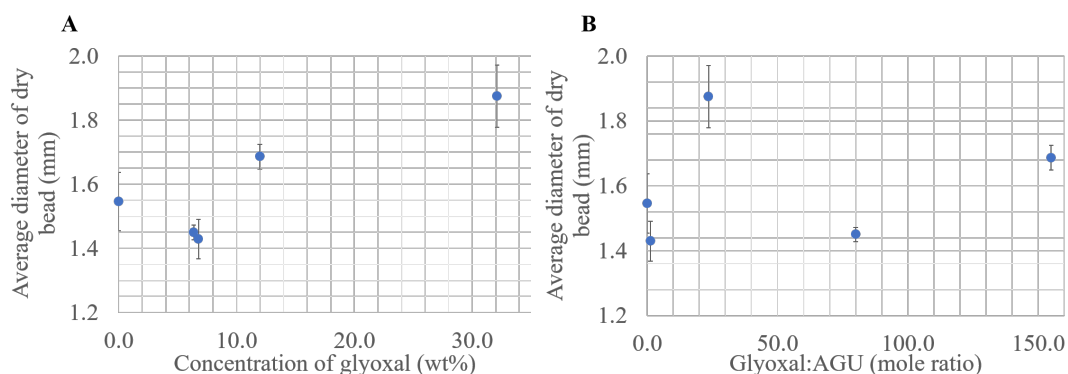 A
Average diameter of dry
bead (mm)
2.0
1.8
1.6
1.4
1.2
0.0 10.0 20.0 30.0
Concentration of glyoxal (wt%)
B
Average diameter of dry
bead (mm)
2.0
1.8
1.6
1.4
1.2
0.0 50.0 100.0 150.0
Glyoxal:AGU (mole ratio)